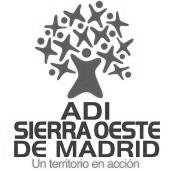 ADI
SIERRA OESTE
DE MADRID
Un territorio en acción